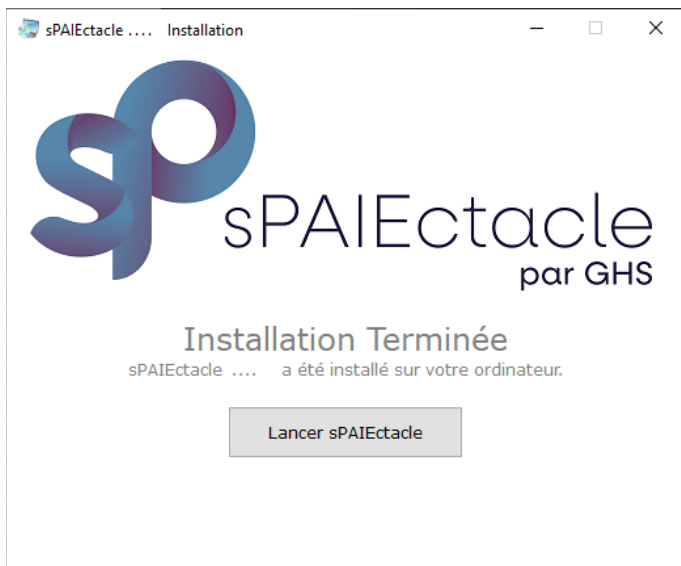 sPAIEctacle .... Installation
sP
sPAIEctacle
par GHS
Installation Terminée
sPAIEctacle .... a été installé sur votre ordinateur.
Lancer sPAIEctacle